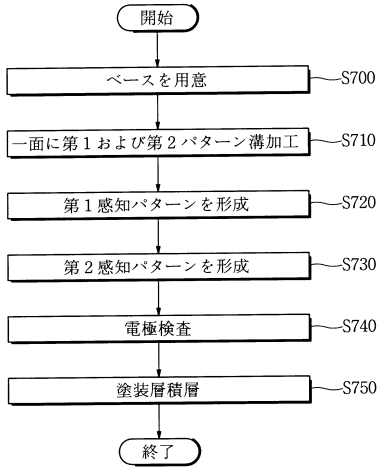 開始
ベースを用意 S700
一面に第1および第2パターン溝加工 S710
第1感知パターンを形成 S720
第2感知パターンを形成 S730
電極検査 S740
塗装層積層 S750
終了